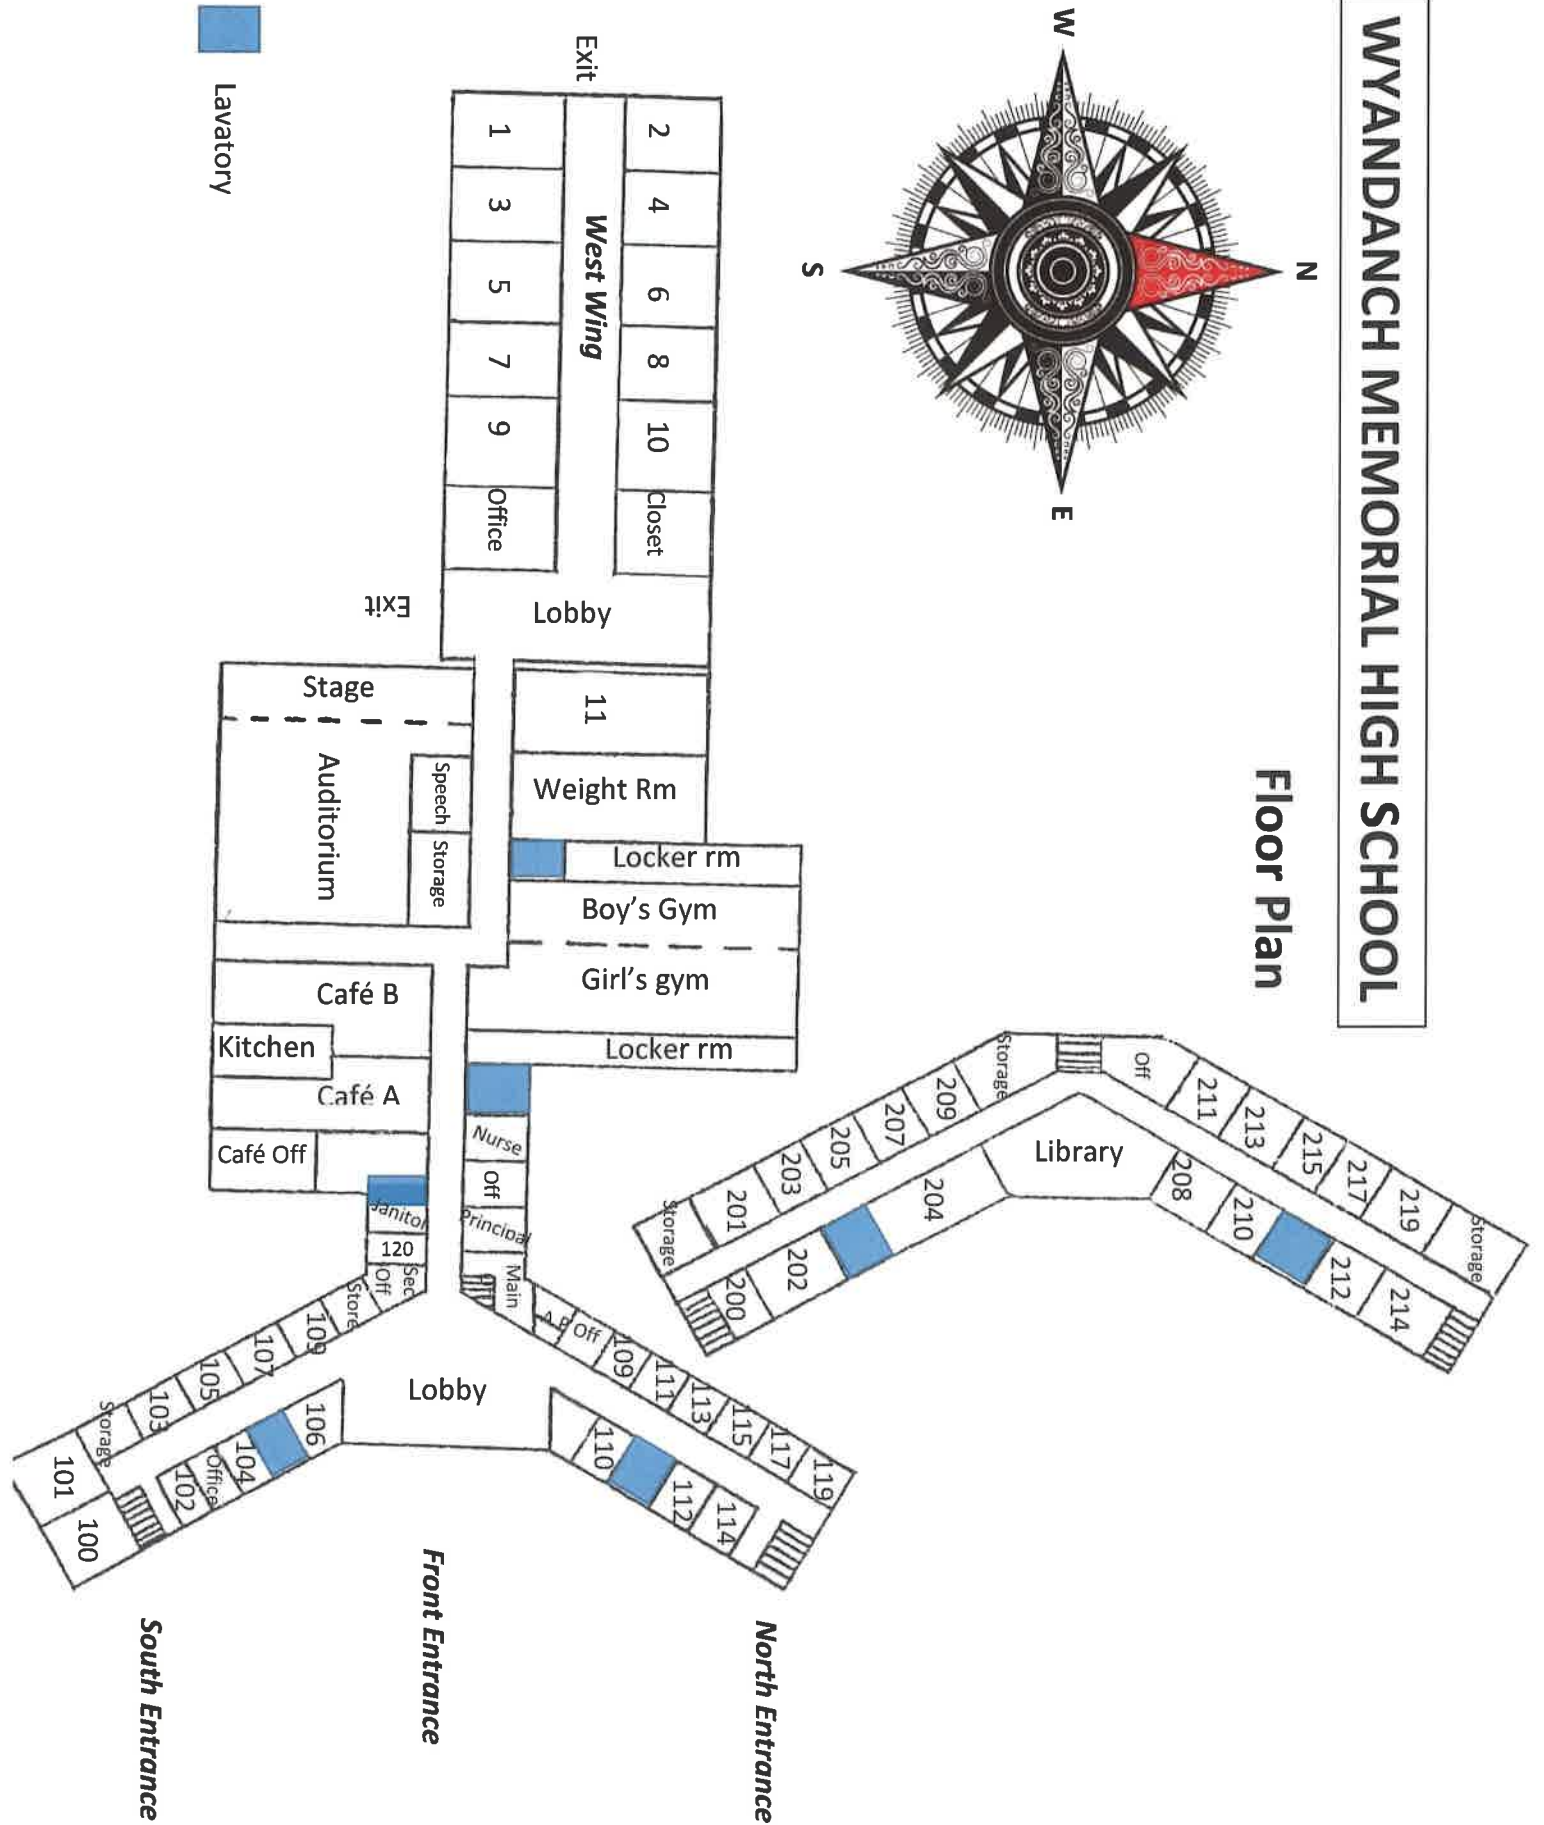 WYANDANCH MEMORIAL HIGH SCHOOL
Floor Plan
W
N
S
E
Lavatory
Exit
West Wing
2
4
6
8
10
Closet
1
3
5
7
9
Office
Lobby
Exit
Stage
Auditorium
Speech
Storage
11
Weight Rm
Locker rm
Boy's Gym
Girl's gym
Locker rm
Café B
Kitchen
Café A
Café Off
Nurse
Off
Principal
Main
Janitor
120
Sec
Off
Store
109
107
105
103
Storage
101
100
102
Office
104
106
Lobby
A.P
Off
109
111
113
115
117
119
110
112
114
Storage
209
207
205
203
201
Storage
200
202
204
Library
Off
211
213
215
217
219
Storage
208
210
212
214
South Entrance
Front Entrance
North Entrance